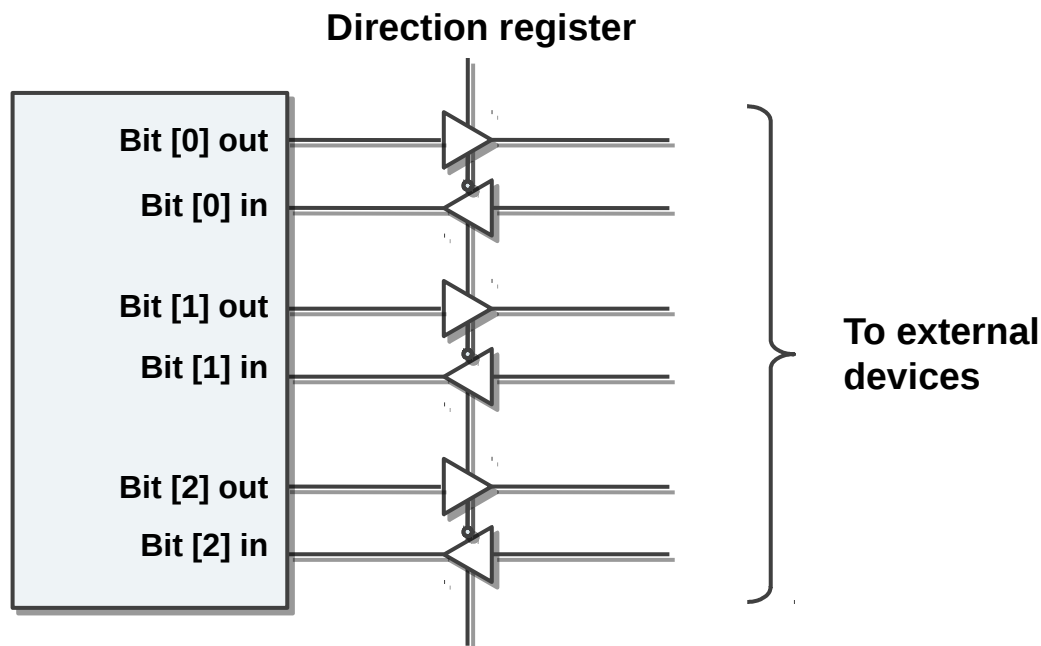 Direction register
Bit [0] out
Bit [0] in
Bit [1] out
Bit [1] in
Bit [2] out
Bit [2] in
To external
devices